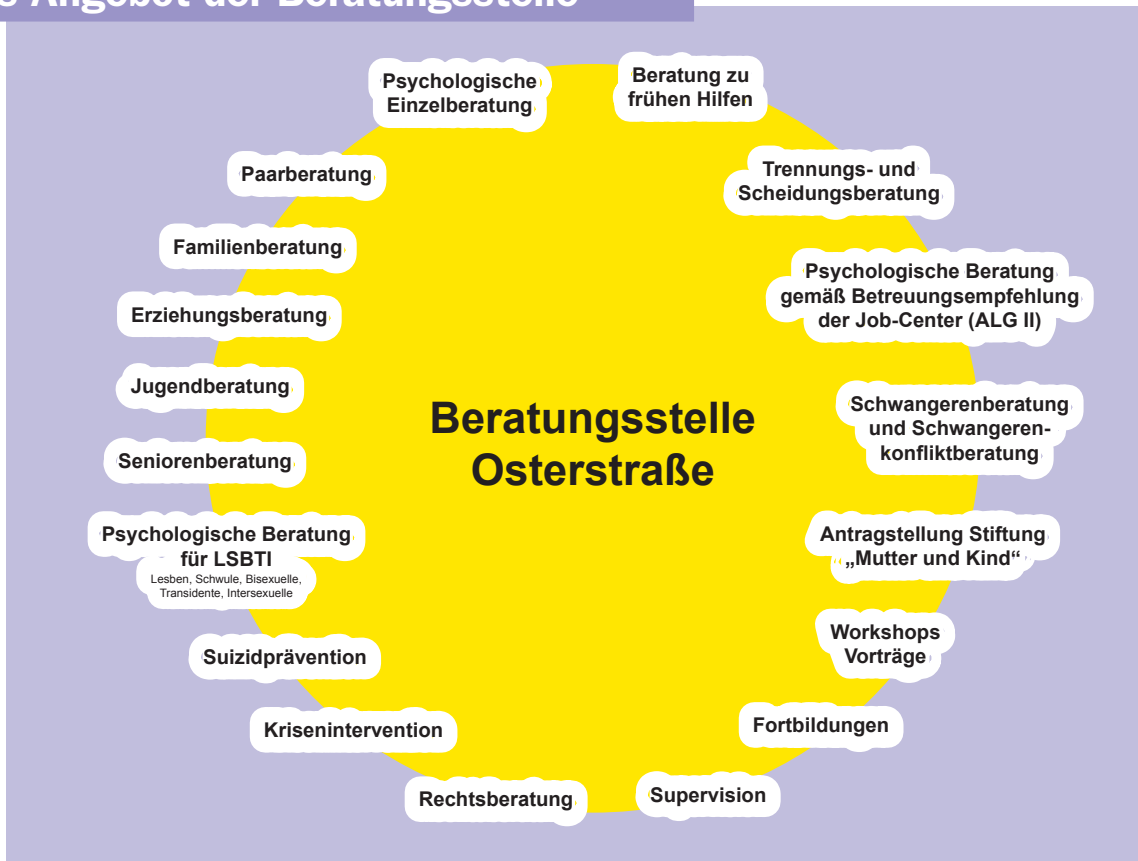 Angebot der Beratungsstelle
Psychologische
Einzelberatung
Beratung zu
frühen Hilfen
Paarberatung
Trennungs- und
Scheidungsberatung
Familienberatung
Psychologische Beratung
gemäß Betreuungsempfehlung
der Job-Center (ALG II)
Erziehungsberatung
Jugendberatung
Schwangerenberatung
und Schwangeren-
konfliktberatung
Beratungsstelle
Osterstraße
Seniorenberatung
Psychologische Beratung
für LSBTI
Lesben, Schwule, Bisexuelle,
Transidente, Intersexuelle
Antragstellung Stiftung
„Mutter und Kind“
Workshops
Vorträge
Suizidprävention
Krisenintervention
Fortbildungen
Rechtsberatung
Supervision